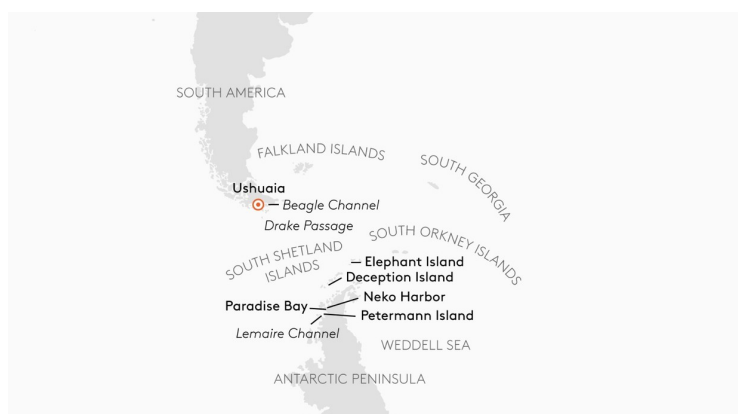 SOUTH AMERICA
FALKLAND ISLANDS
SOUTH GEORGIA
Ushuaia
Beagle Channel
Drake Passage
SOUTH ORKNEY ISLANDS
SOUTH SHETLAND
ISLANDS
Elephant Island
Deception Island
Neko Harbor
Paradise Bay
Petermann Island
Lemaire Channel
WEDDELL SEA
ANTARCTIC PENINSULA